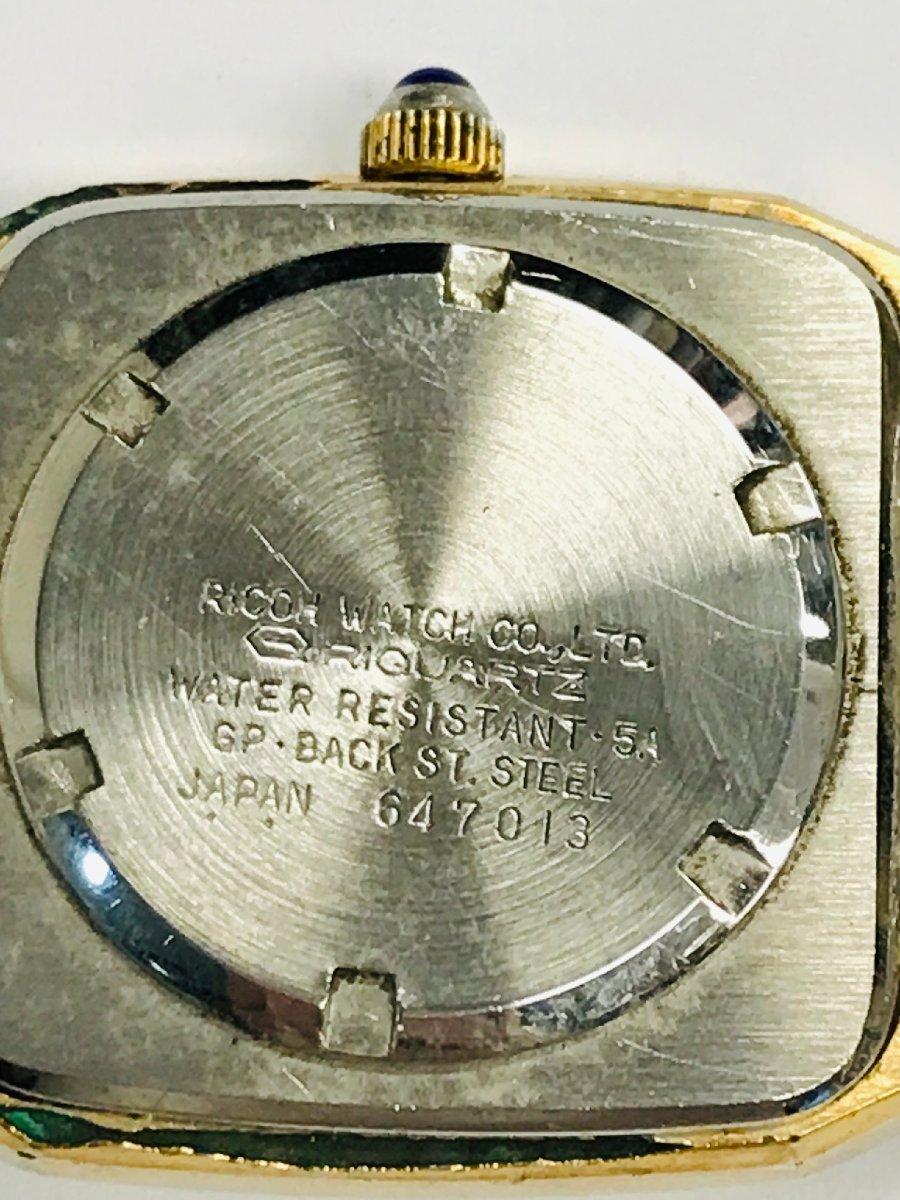 RICOH WATCH CO.,LTD.
RIQUARTZ
WATER RESISTANT·5A
GP·BACK ST. STEEL
JAPAN 647013